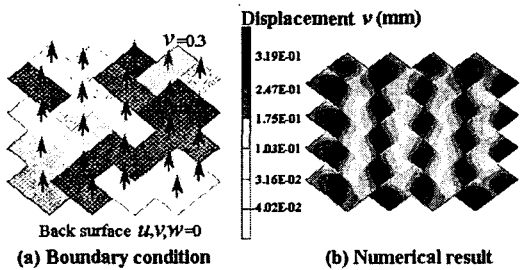 Displacement v (mm)
v=0.3
3.19E-01
2.47E-01
1.75E-01
1.03E-01
3.16E-02
4.02E-02
Back surface u,v,w=0
(a) Boundary condition
(b) Numerical result